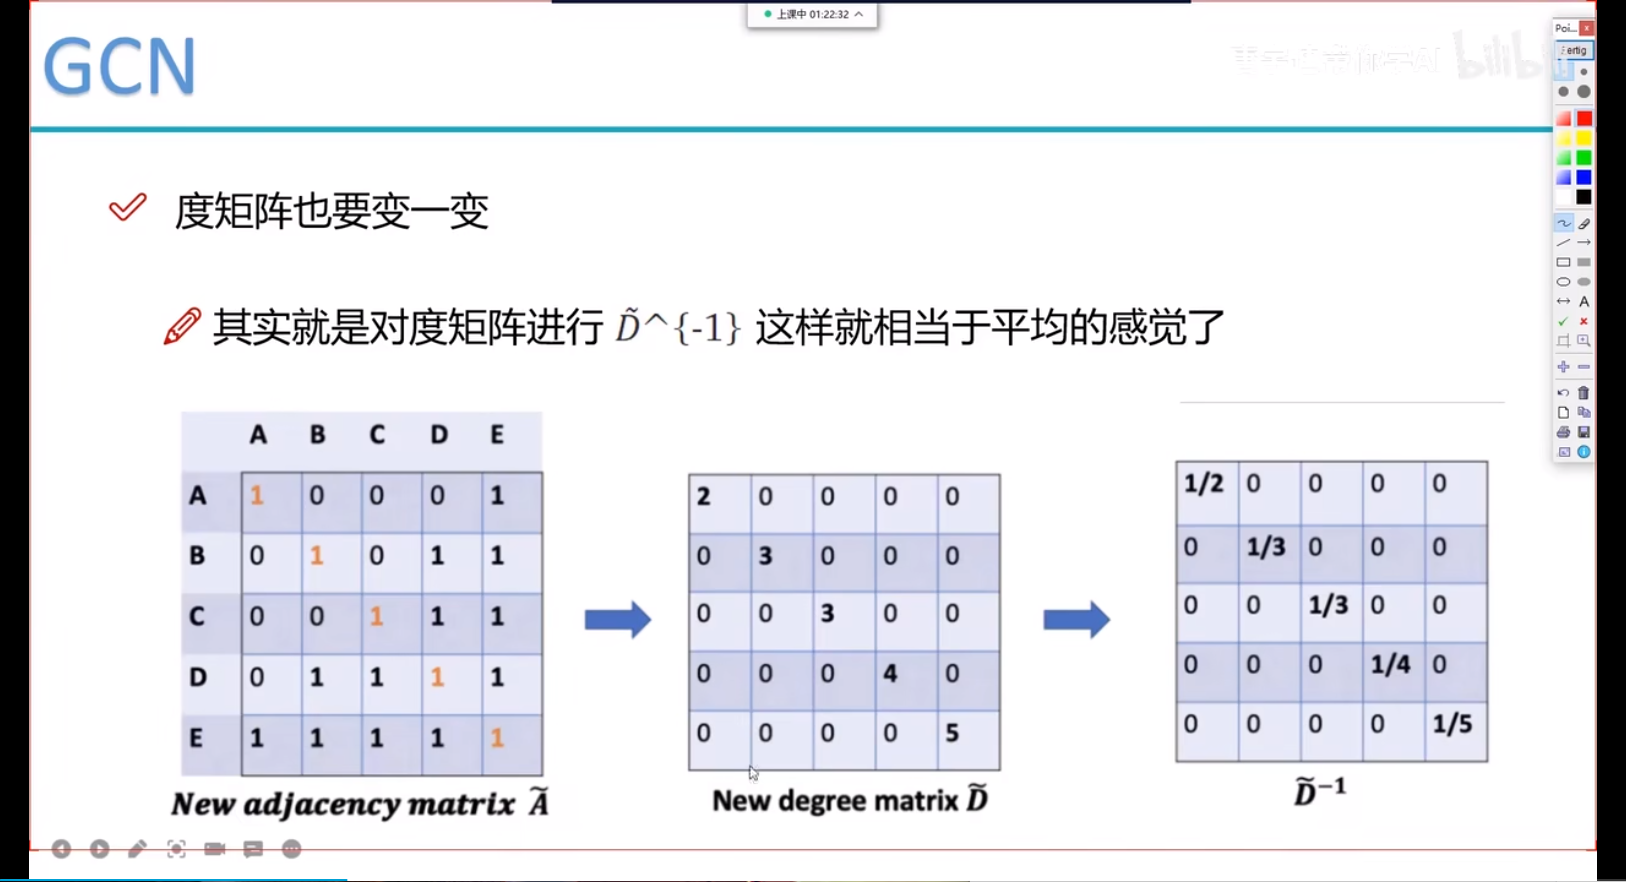 上课中 01:22:32
GCN
bilibili
Poi...
Fertig
A
度矩阵也要变一变
其实就是对度矩阵进行 D̃^{-1} 这样就相当于平均的感觉了
A B C D E
A 1 0 0 0 1
B 0 1 0 1 1
C 0 0 1 1 1
D 0 1 1 1 1
E 1 1 1 1 1
New adjacency matrix Ã
2 0 0 0 0
0 3 0 0 0
0 0 3 0 0
0 0 0 4 0
0 0 0 0 5
New degree matrix D̃
1/2 0 0 0 0
0 1/3 0 0 0
0 0 1/3 0 0
0 0 0 1/4 0
0 0 0 0 1/5
D̃⁻¹